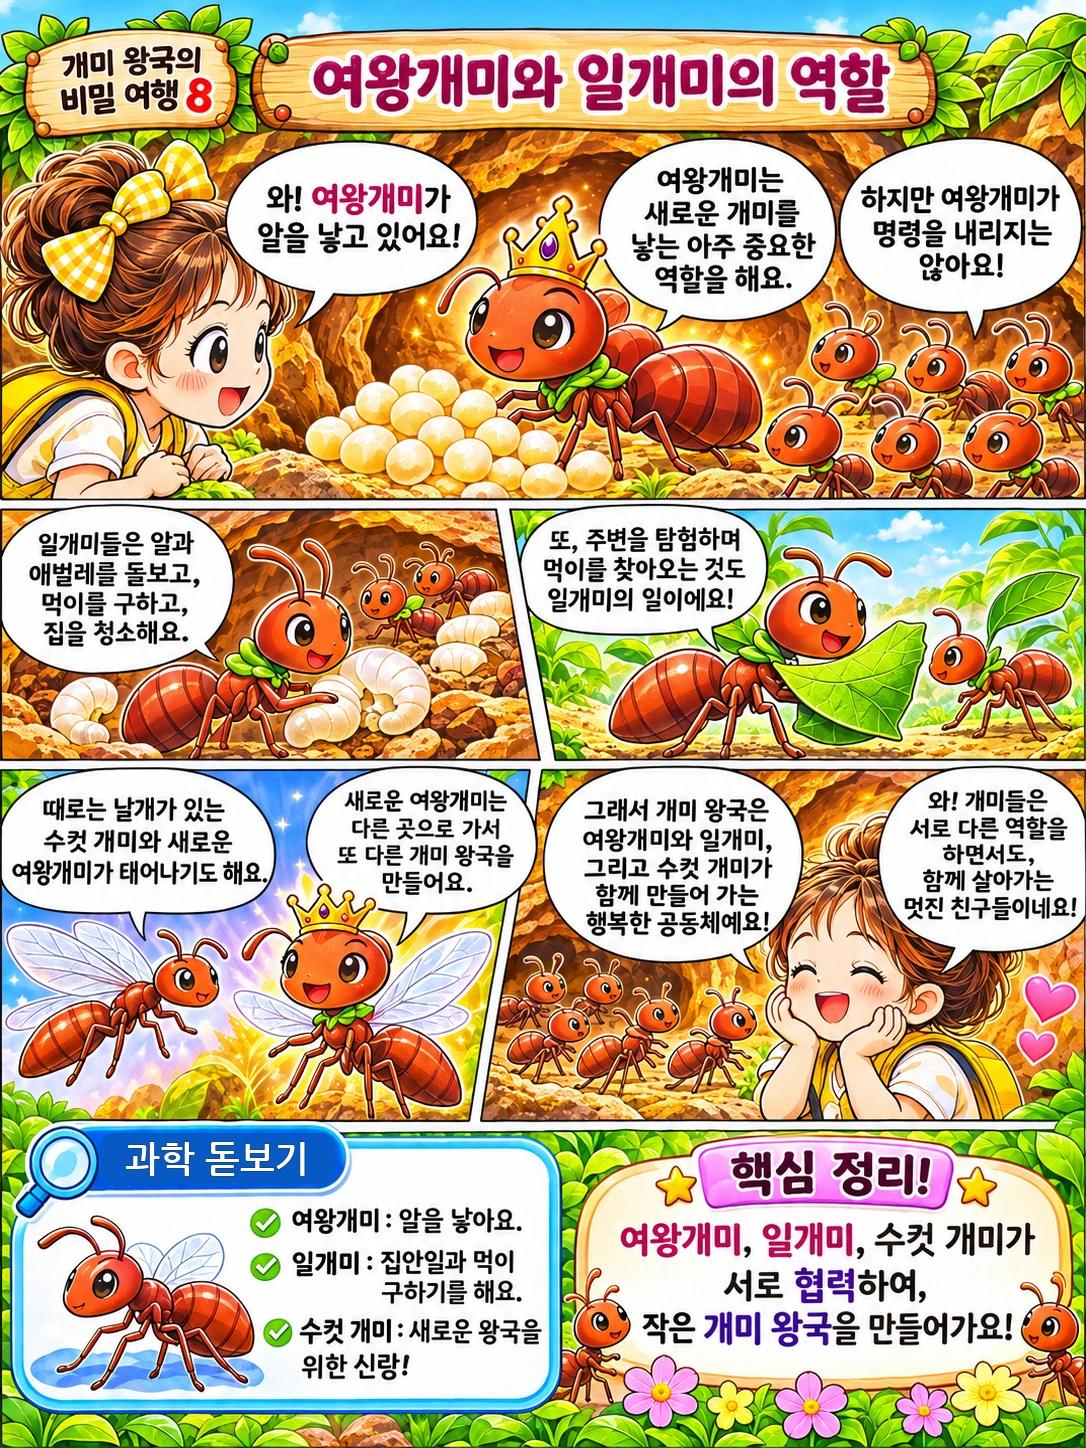 개미 왕국의
비밀 여행 8
여왕개미와 일개미의 역할
와! 여왕개미가
알을 낳고 있어요!
여왕개미는
새로운 개미를
낳는 아주 중요한
역할을 해요.
하지만 여왕개미가
명령을 내리지는
않아요!
일개미들은 알과
애벌레를 돌보고,
먹이를 구하고,
집을 청소해요.
또, 주변을 탐험하며
먹이를 찾아오는 것도
일개미의 일이에요!
때로는 날개가 있는
수컷 개미와 새로운
여왕개미가 태어나기도 해요.
새로운 여왕개미는
다른 곳으로 가서
또 다른 개미 왕국을
만들어요.
그래서 개미 왕국은
여왕개미와 일개미,
그리고 수컷 개미가
함께 만들어 가는
행복한 공동체예요!
와! 개미들은
서로 다른 역할을
하면서도,
함께 살아가는
멋진 친구들이네요!
과학 돋보기
여왕개미 : 알을 낳아요.
일개미 : 집안일과 먹이
구하기를 해요.
수컷 개미 : 새로운 왕국을
위한 신랑!
핵심 정리!
여왕개미, 일개미, 수컷 개미가
서로 협력하여,
작은 개미 왕국을 만들어가요!